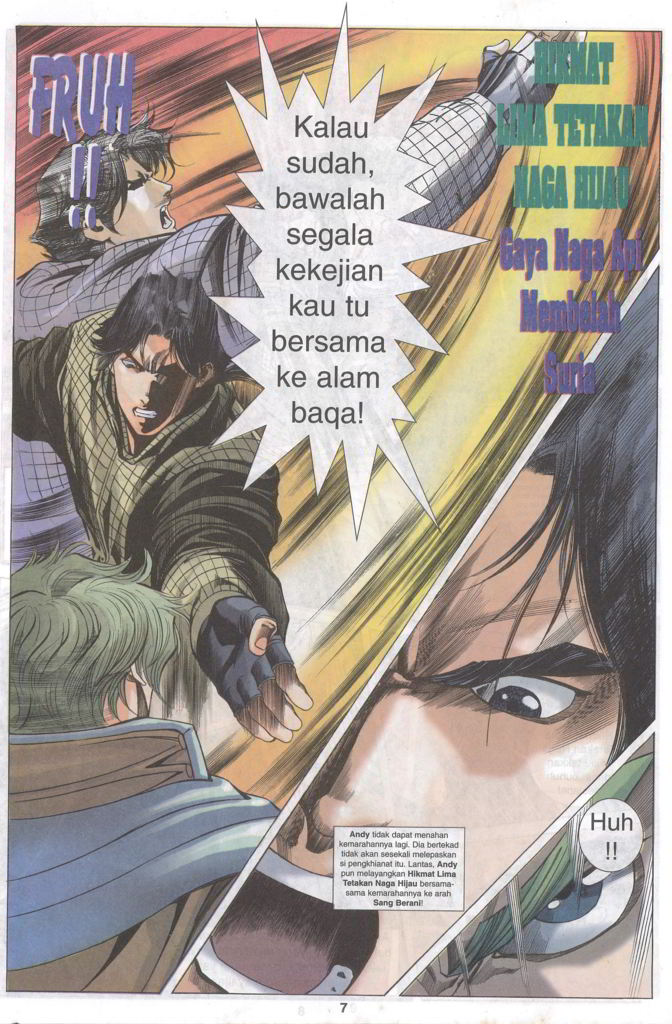 FRUH
!!
Kalau
sudah,
bawalah
segala
kekejian
kau tu
bersama
ke alam
baqa!
HIKMAT
LIMA TETAKAN
NAGA HIJAU
Gaya Naga Api
Membelah
Suria
Andy tidak dapat menahan
kemarahannya lagi. Dia bertekad
tidak akan sesekali melepaskan
si pengkhianat itu. Lantas, Andy
pun melayangkan Hikmat Lima
Tetakan Naga Hijau bersama-
sama kemarahannya ke arah
Sang Berani!
Huh
!!
7